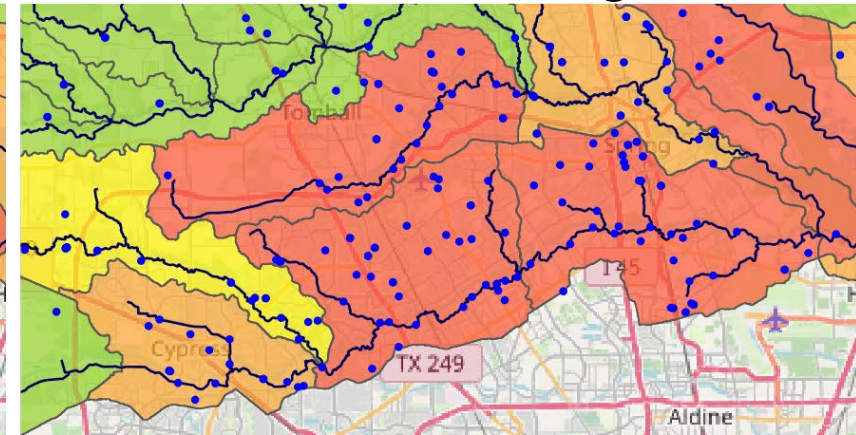 Tomball
Spring
I 45
Cypress
TX 249
Aldine